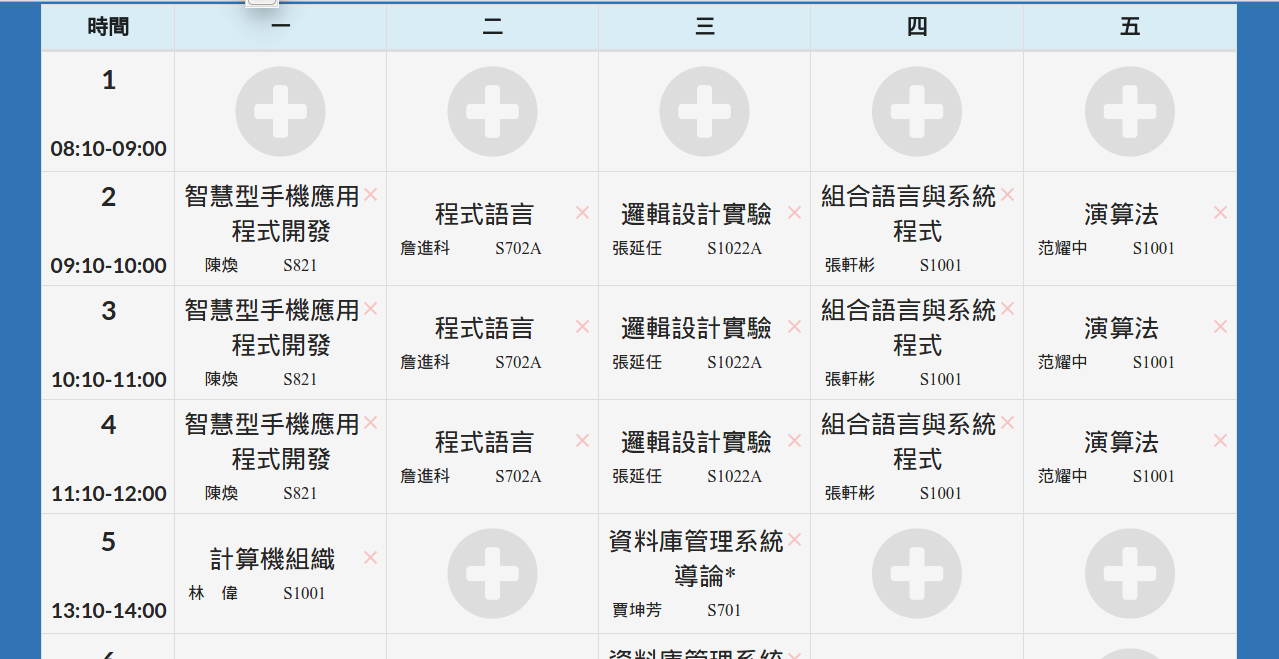 時間 一 二 三 四 五
1
08:10-09:00
2
09:10-10:00
智慧型手機應用
程式開發
陳煥 S821
程式語言
詹進科 S702A
邏輯設計實驗
張延任 S1022A
組合語言與系統
程式
張軒彬 S1001
演算法
范耀中 S1001
3
10:10-11:00
智慧型手機應用
程式開發
陳煥 S821
程式語言
詹進科 S702A
邏輯設計實驗
張延任 S1022A
組合語言與系統
程式
張軒彬 S1001
演算法
范耀中 S1001
4
11:10-12:00
智慧型手機應用
程式開發
陳煥 S821
程式語言
詹進科 S702A
邏輯設計實驗
張延任 S1022A
組合語言與系統
程式
張軒彬 S1001
演算法
范耀中 S1001
5
13:10-14:00
計算機組織
林　偉 S1001
資料庫管理系統
導論*
賈坤芳 S701
資料庫管理系統